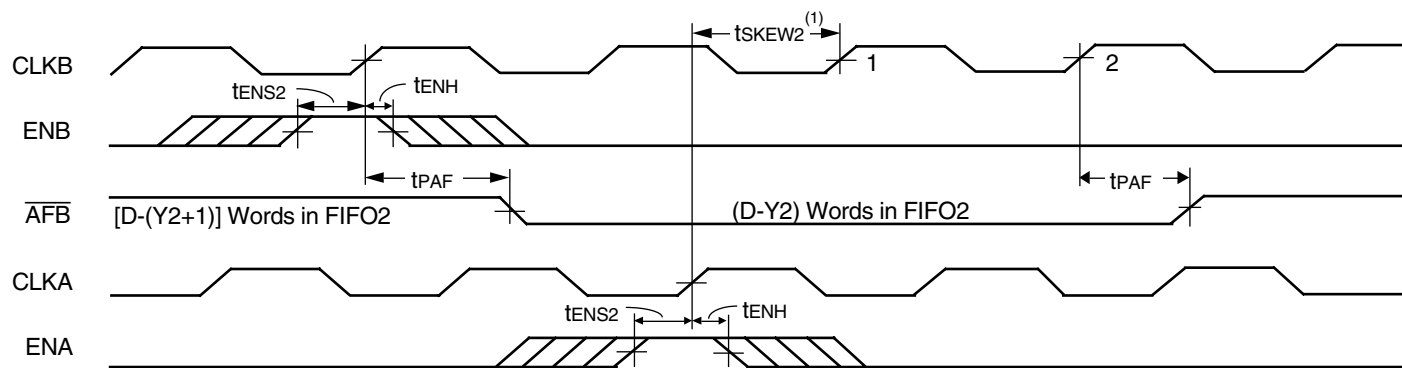 tSKEW2(1)
CLKB
1
2
tENS2
tENH
ENB
tPAF
tPAF
AFB
[D-(Y2+1)] Words in FIFO2
(D-Y2) Words in FIFO2
CLKA
tENS2
tENH
ENA